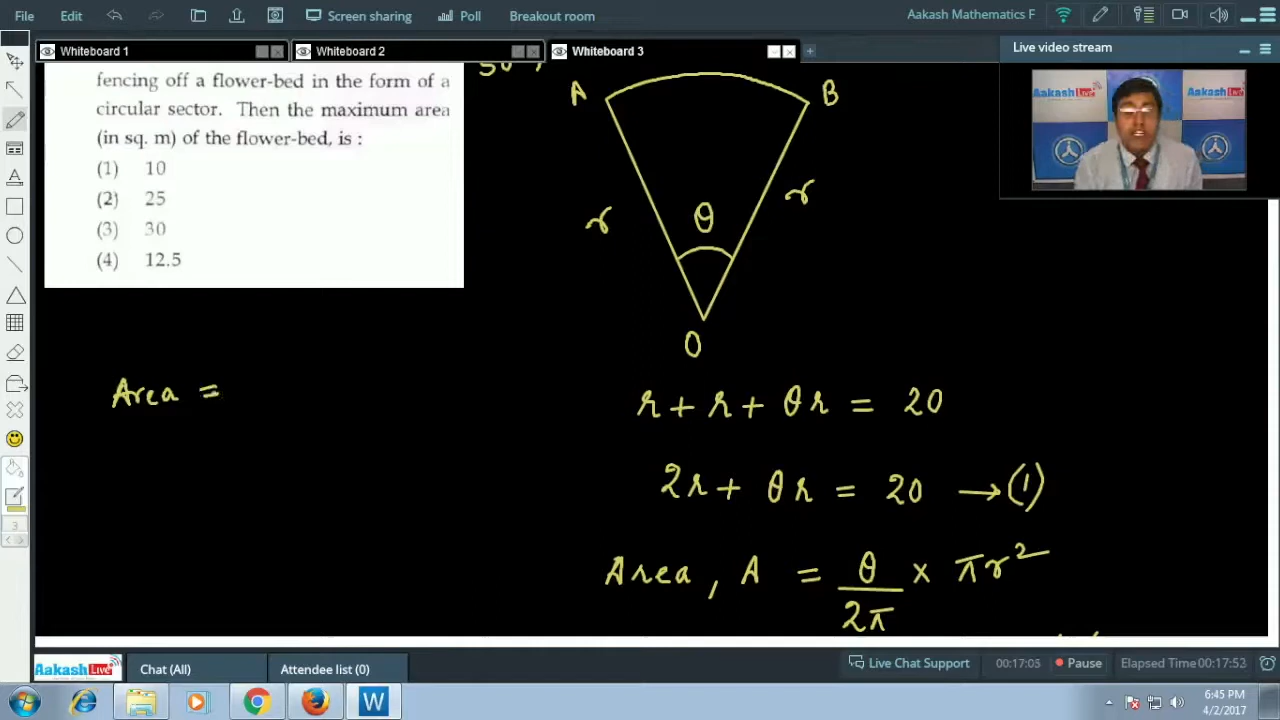 File Edit Screen sharing Poll Breakout room Aakash Mathematics F
Whiteboard 1 Whiteboard 2 Whiteboard 3 Live video stream
fencing off a flower-bed in the form of a
circular sector. Then the maximum area
(in sq. m) of the flower-bed, is :
(1) 10
(2) 25
(3) 30
(4) 12.5
A B
r θ r
O
Area =
r + r + θr = 20
2r + θr = 20 → (1)
Area, A = θ/2π × πr²
AakashLive AakashLive
AakashLive Chat (All) Attendee list (0) Live Chat Support 00:17:05 Pause Elapsed Time 00:17:53
6:45 PM
4/2/2017
3